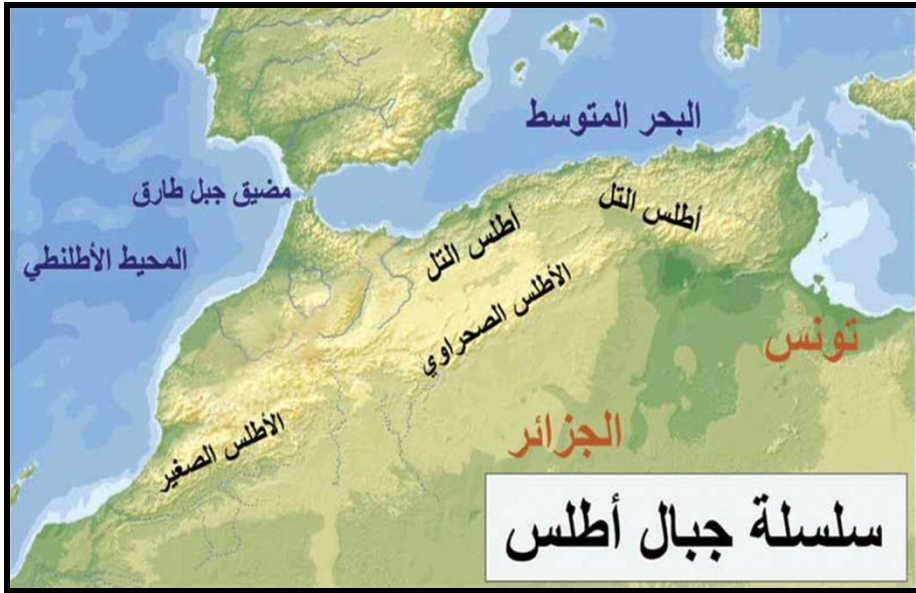 البحر المتوسط
مضيق جبل طارق
أطلس التل
أطلس التل
المحيط الأطلنطي
الأطلس الصحراوي
تونس
الجزائر
الأطلس الصغير
سلسلة جبال أطلس